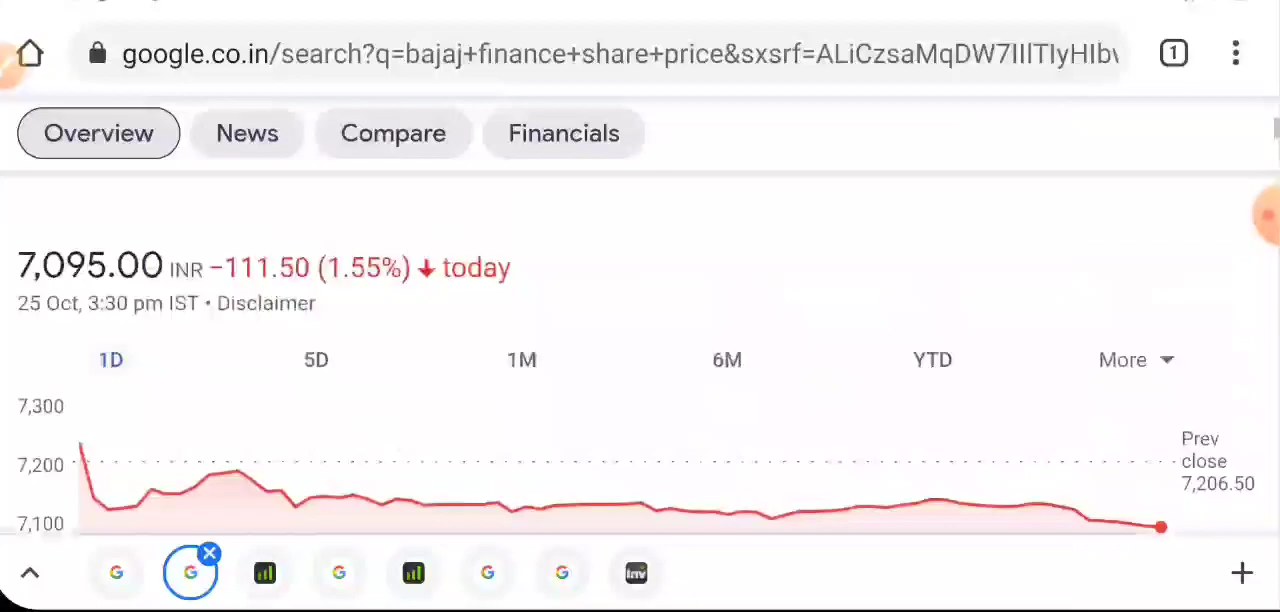 google.co.in/search?q=bajaj+finance+share+price&sxsrf=
1
Overview News Compare Financials
7,095.00 INR −111.50 (1.55%) ↓ today
25 Oct, 3:30 pm IST • Disclaimer
1D 5D 1M 6M YTD More
7,300
7,200
7,100
Prev
close
7,206.50
Inv